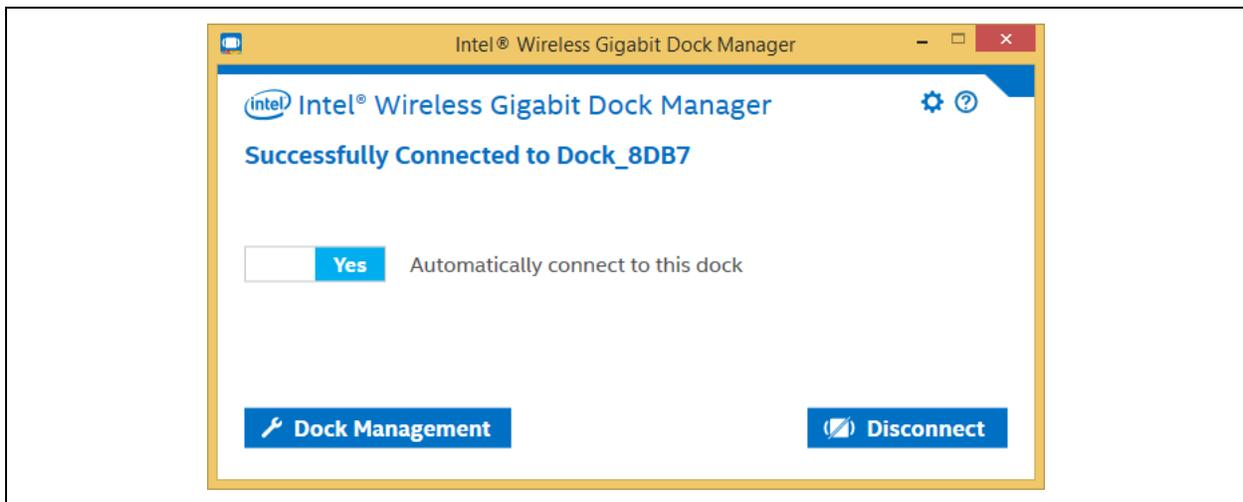 Intel® Wireless Gigabit Dock Manager
intel Intel® Wireless Gigabit Dock Manager
Successfully Connected to Dock_8DB7
Yes Automatically connect to this dock
Dock Management Disconnect